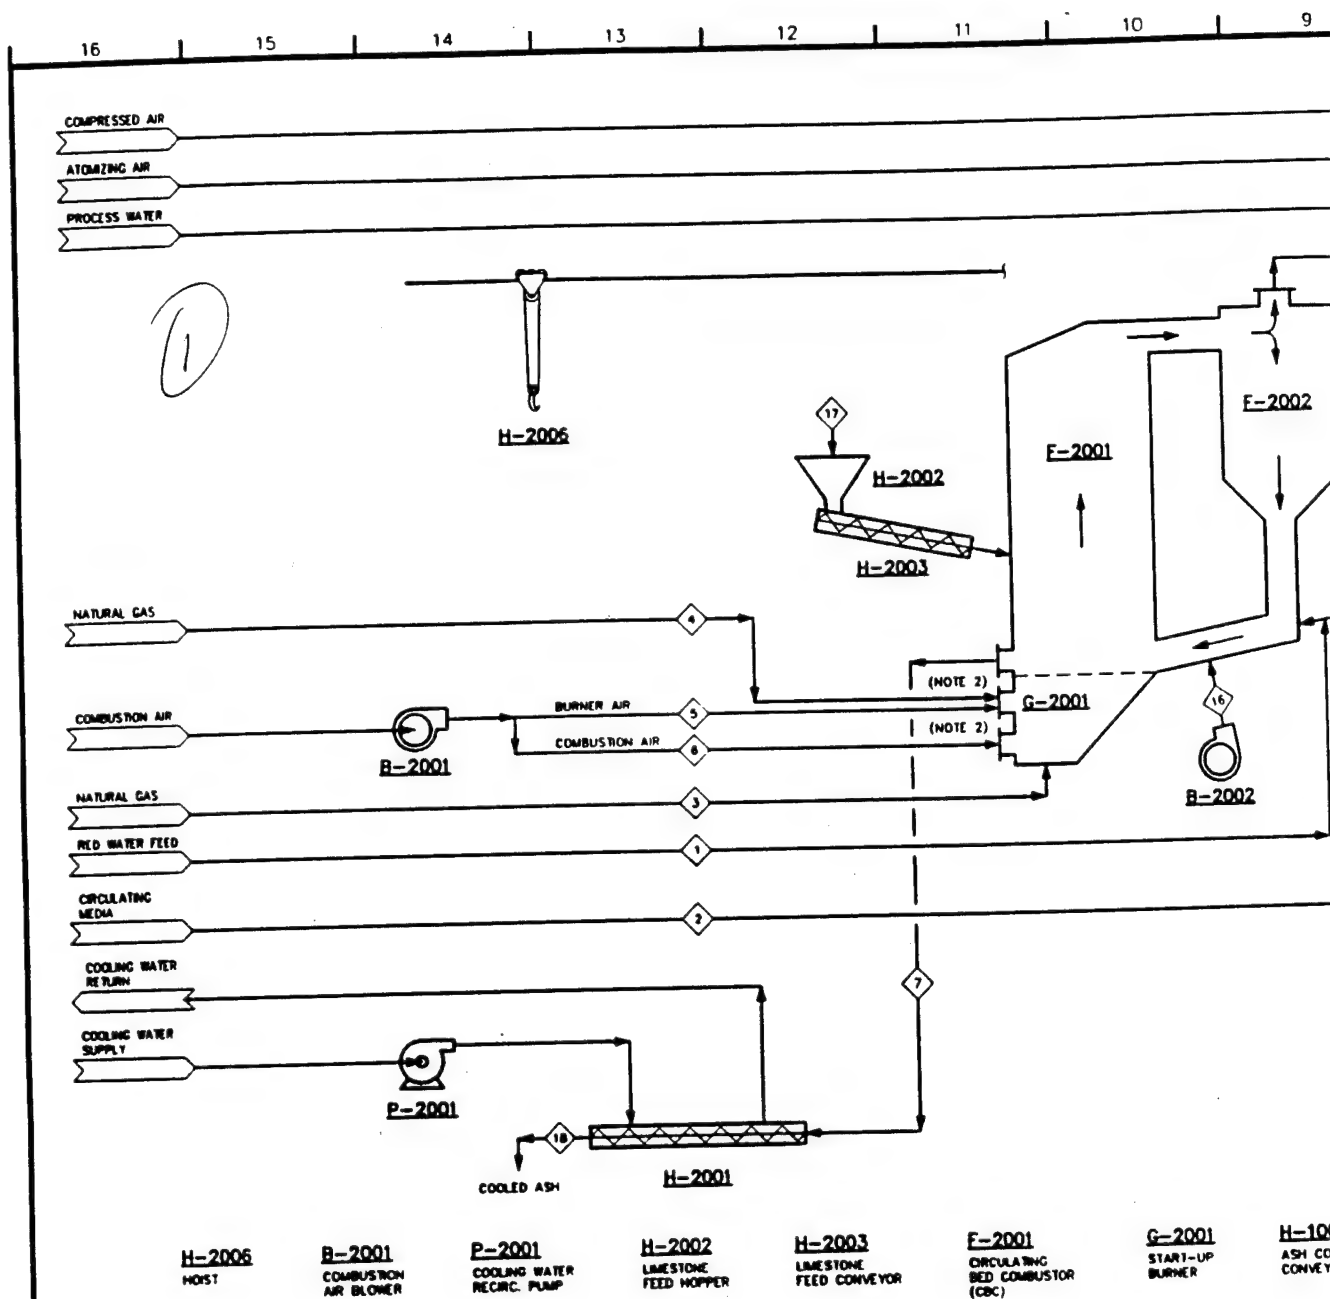 16 15 14 13 12 11 10 9
COMPRESSED AIR
ATOMIZING AIR
PROCESS WATER
1
H-2006
17
H-2002
H-2003
F-2001
F-2002
NATURAL GAS
4
(NOTE 2)
G-2001
COMBUSTION AIR
B-2001
BURNER AIR
5
COMBUSTION AIR
6
(NOTE 2)
16
B-2002
NATURAL GAS
3
RED WATER FEED
1
CIRCULATING
MEDIA
2
COOLING WATER
RETURN
7
COOLING WATER
SUPPLY
P-2001
18
COOLED ASH
H-2001
H-2006
HOIST
B-2001
COMBUSTION
AIR BLOWER
P-2001
COOLING WATER
RECIRC. PUMP
H-2002
LIMESTONE
FEED HOPPER
H-2003
LIMESTONE
FEED CONVEYOR
F-2001
CIRCULATING
BED COMBUSTOR
(CBC)
G-2001
START-UP
BURNER
ASH